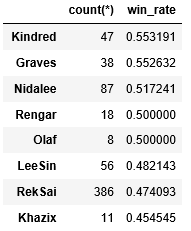 count(*) win_rate
Kindred 47 0.553191
Graves 38 0.552632
Nidalee 87 0.517241
Rengar 18 0.500000
Olaf 8 0.500000
LeeSin 56 0.482143
RekSai 386 0.474093
Khazix 11 0.454545